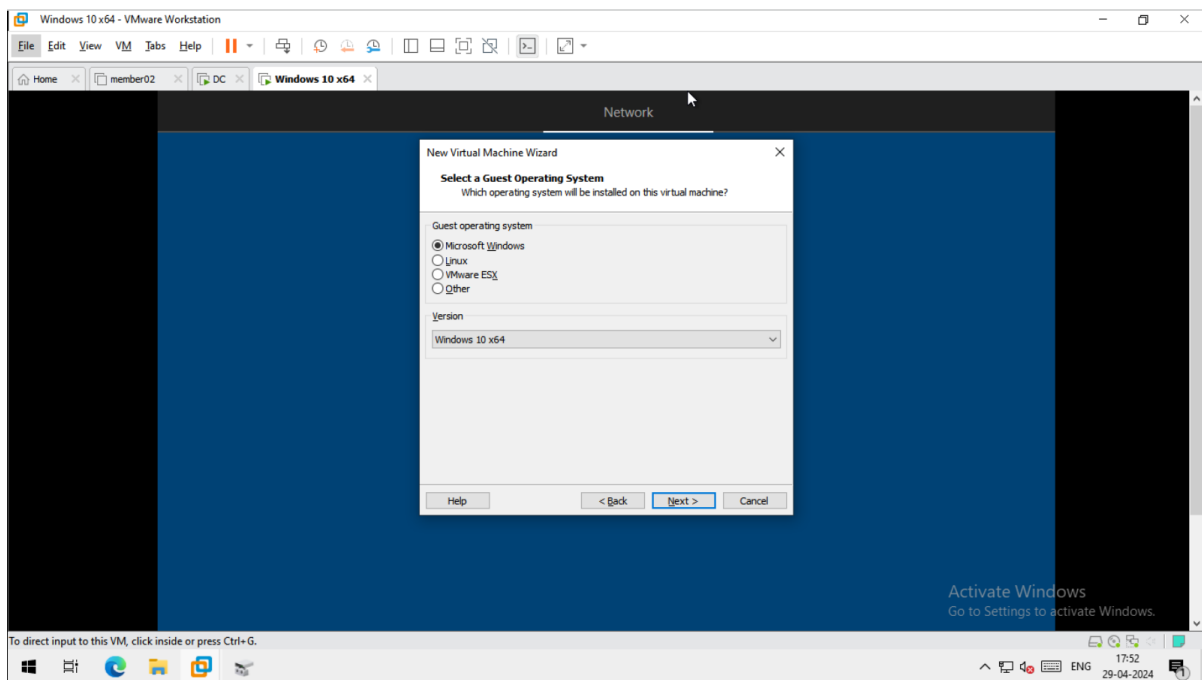 Windows 10 x64 - VMware Workstation
File Edit View VM Tabs Help
Home member02 DC Windows 10 x64
Network
New Virtual Machine Wizard
Select a Guest Operating System
Which operating system will be installed on this virtual machine?
Guest operating system
Microsoft Windows
Linux
VMware ESX
Other
Version
Windows 10 x64
Help < Back Next > Cancel
Activate Windows
Go to Settings to activate Windows.
To direct input to this VM, click inside or press Ctrl+G.
ENG 17:52
29-04-2024 1